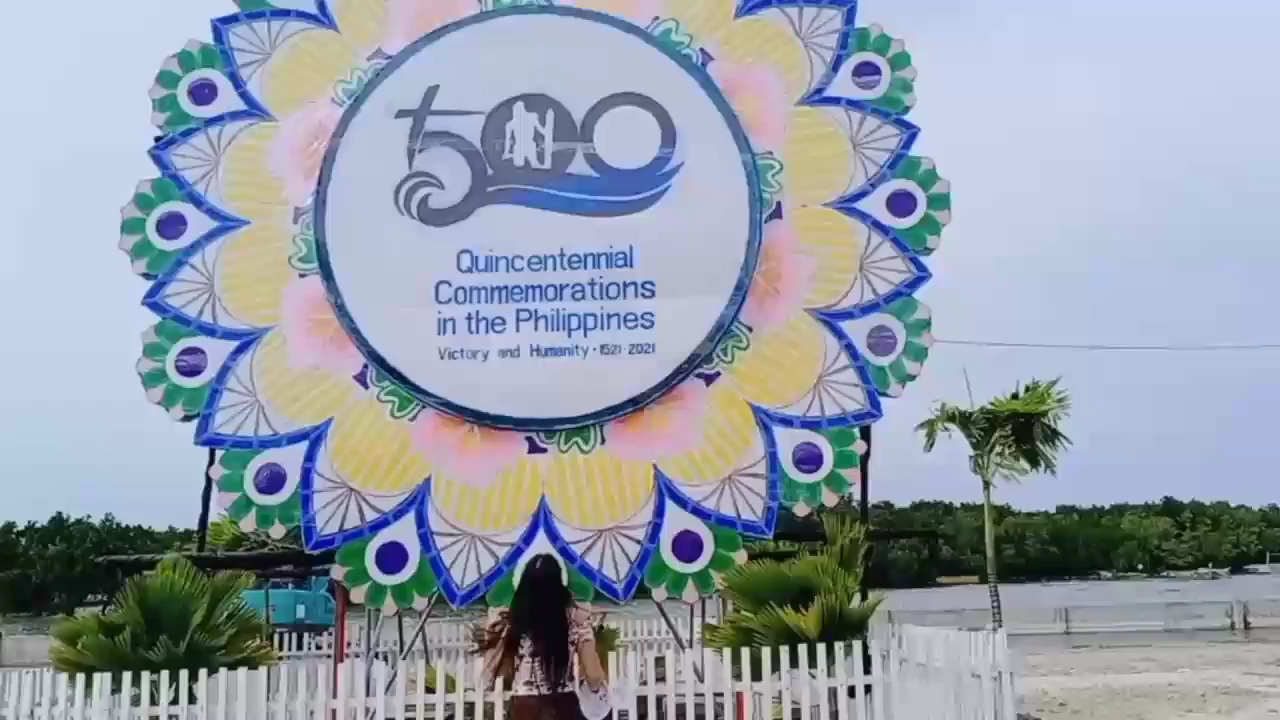 500
Quincentennial
Commemorations
in the Philippines
Victory and Humanity • 1521 • 2021